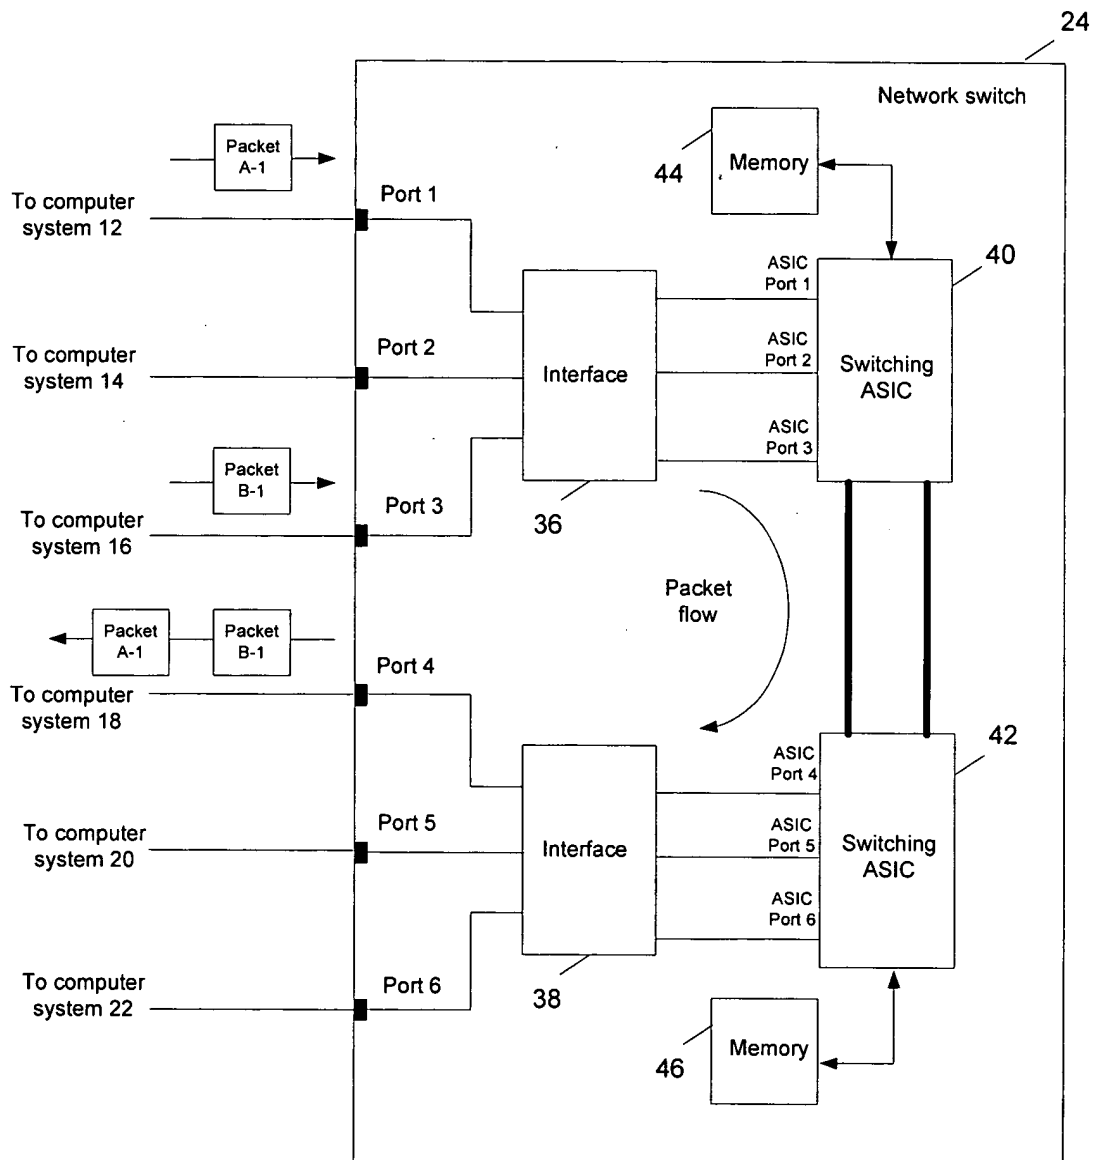 24
Network switch
Packet
A-1
44
Memory
To computer
system 12
Port 1
40
ASIC
Port 1
To computer
system 14
Port 2
Interface
ASIC
Port 2
Switching
ASIC
ASIC
Port 3
Packet
B-1
To computer
system 16
Port 3
36
Packet
flow
Packet
A-1
Packet
B-1
To computer
system 18
Port 4
42
ASIC
Port 4
To computer
system 20
Port 5
Interface
ASIC
Port 5
Switching
ASIC
ASIC
Port 6
To computer
system 22
Port 6
38
46
Memory